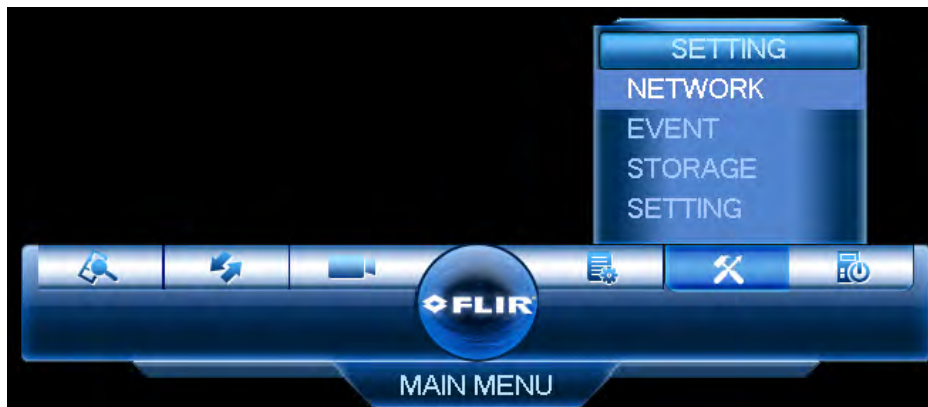 SETTING
NETWORK
EVENT
STORAGE
SETTING
FLIR
MAIN MENU